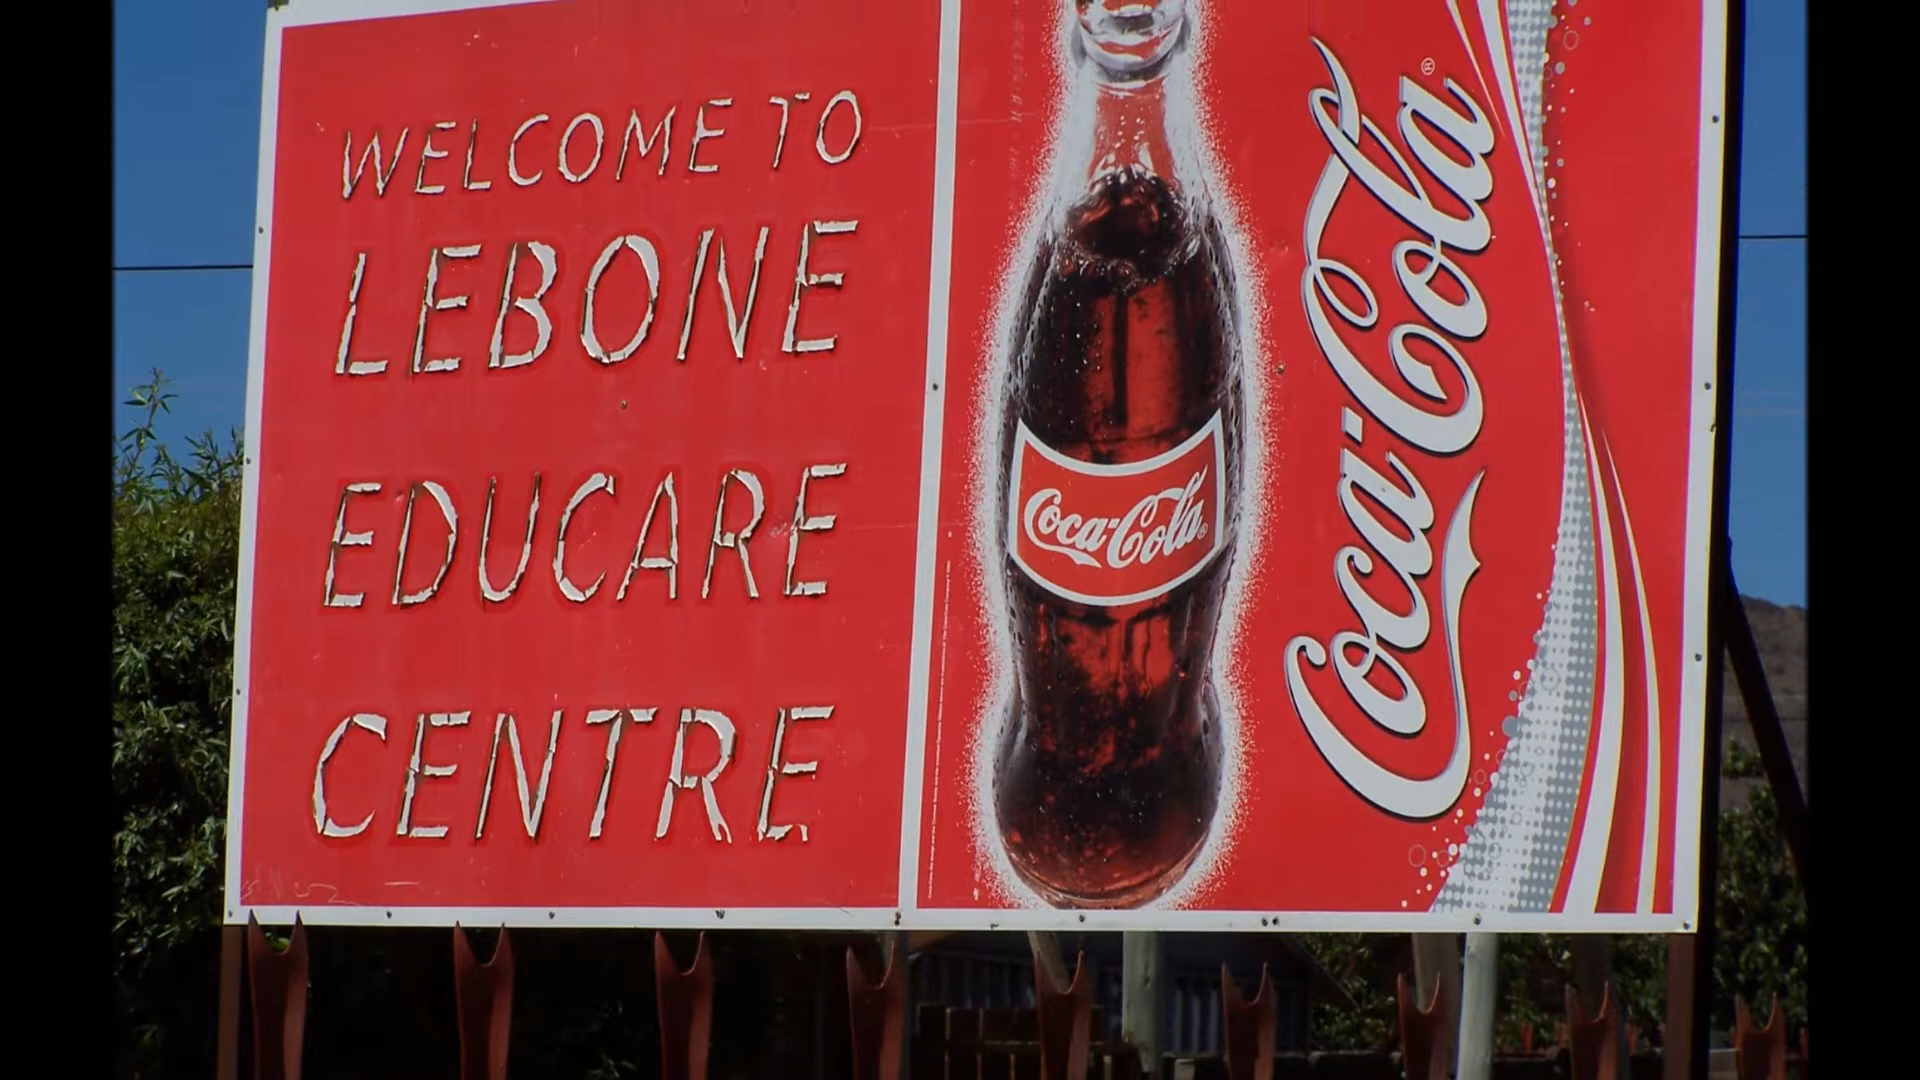 WELCOME TO
LEBONE
EDUCARE
CENTRE
Coca-Cola®
Coca-Cola®